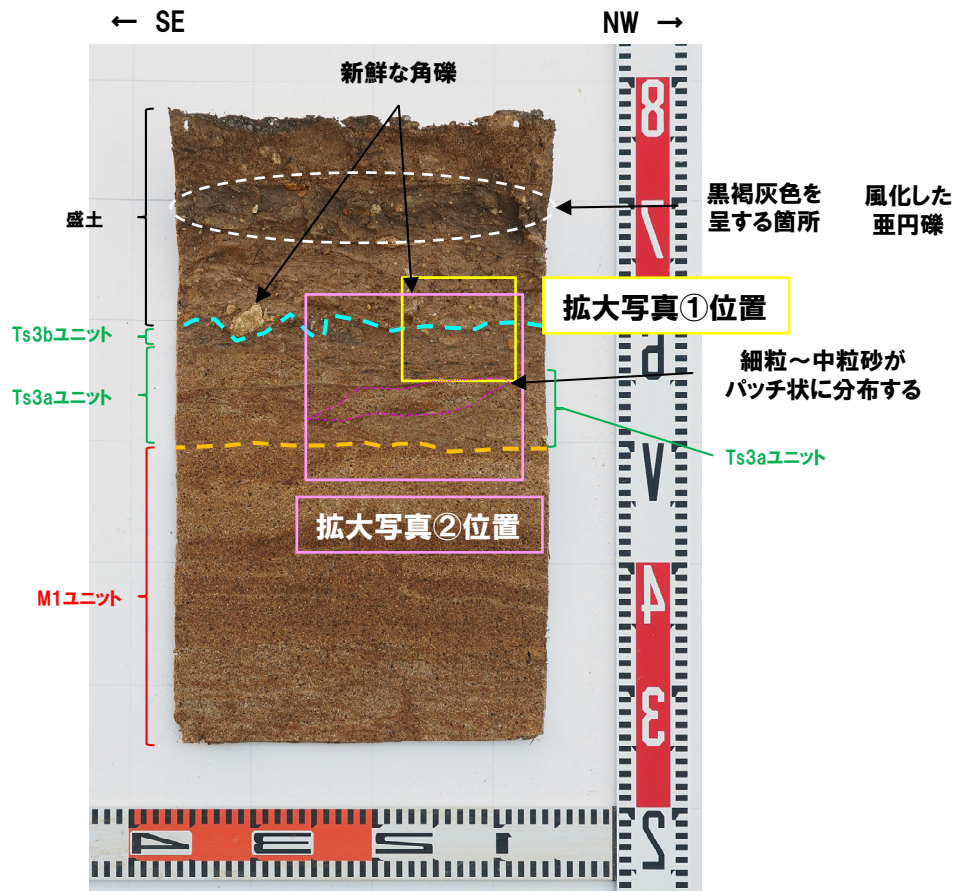 ← SE
NW →
新鮮な角礫
8
黒褐灰色を
呈する箇所
風化した
亜円礫
7
盛土
拡大写真①位置
Ts3bユニット
細粒～中粒砂が
パッチ状に分布する
Ts3aユニット
Ts3aユニット
拡大写真②位置
4
M1ユニット
3
2
4
3
2
1